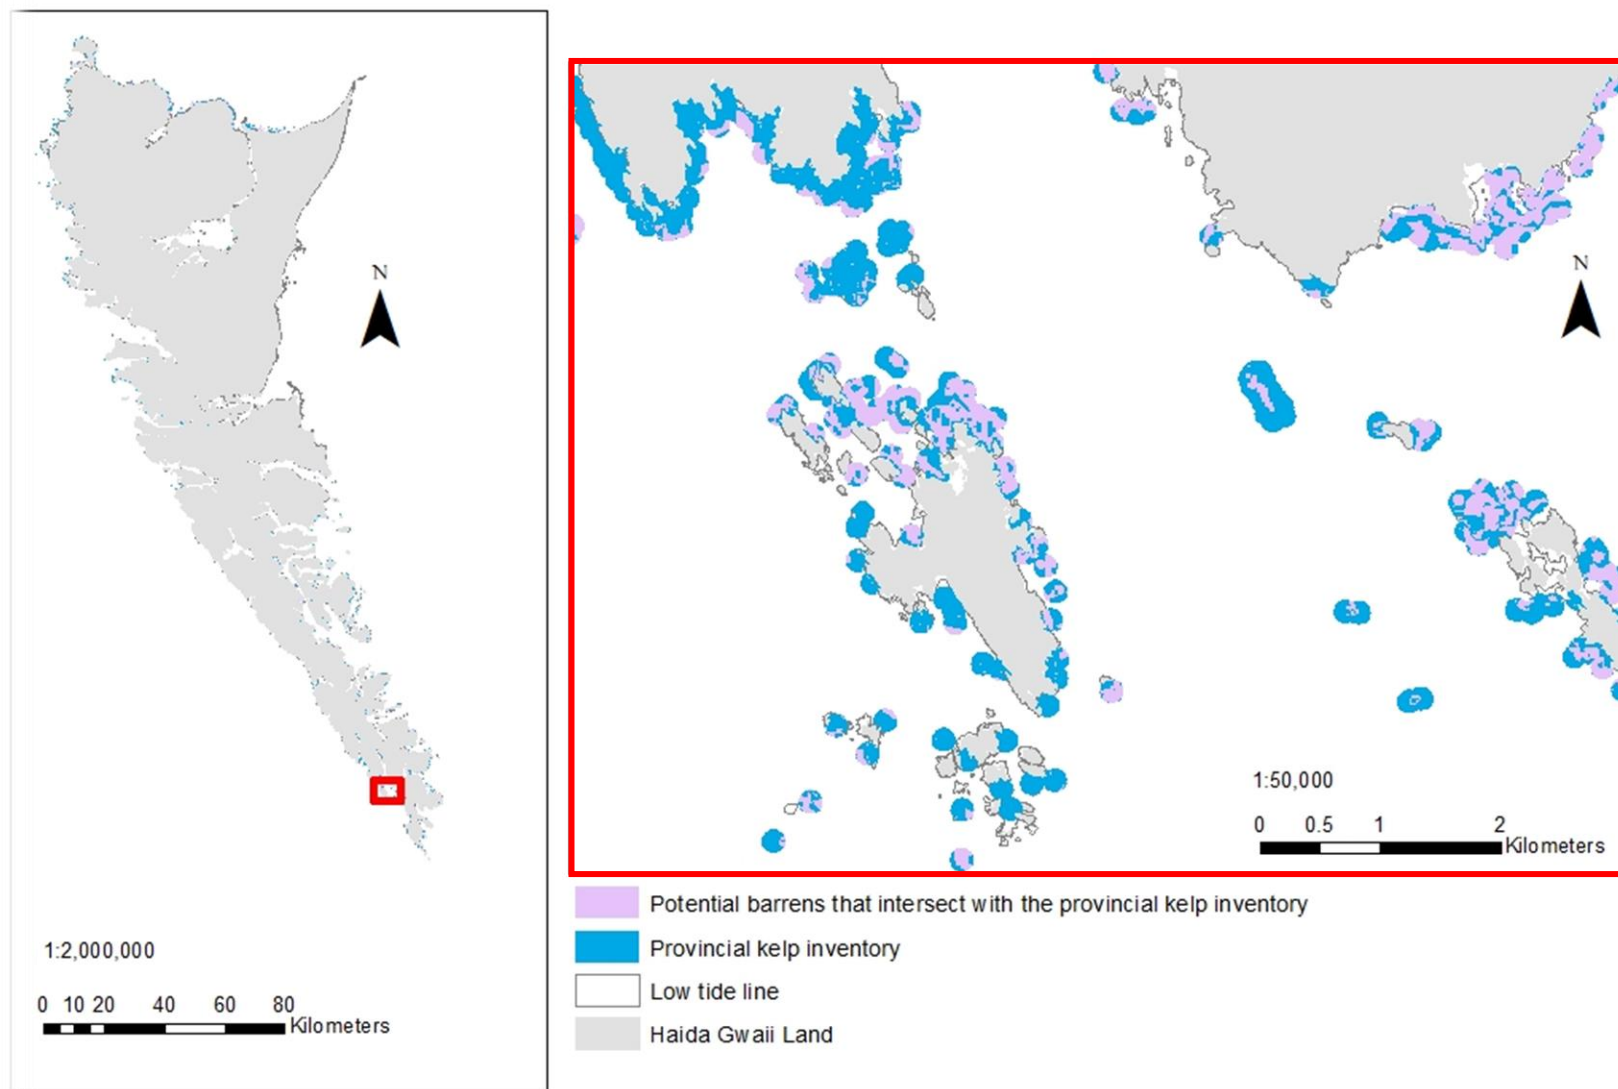 N
1:2,000,000
0 10 20 40 60 80
Kilometers
N
1:50,000
0 0.5 1 2
Kilometers
Potential barrens that intersect with the provincial kelp inventory
Provincial kelp inventory
Low tide line
Haida Gwaii Land